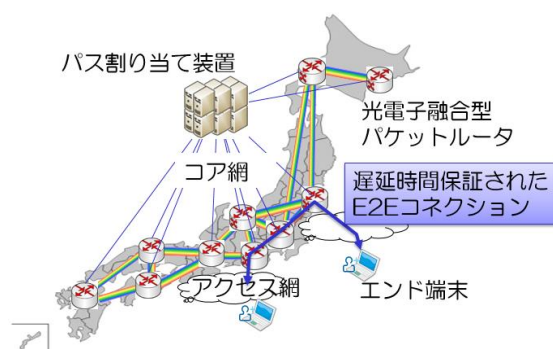 パス割り当て装置
光電子融合型
パケットルータ
コア網
遅延時間保証された
E2Eコネクション
アクセス網
エンド端末